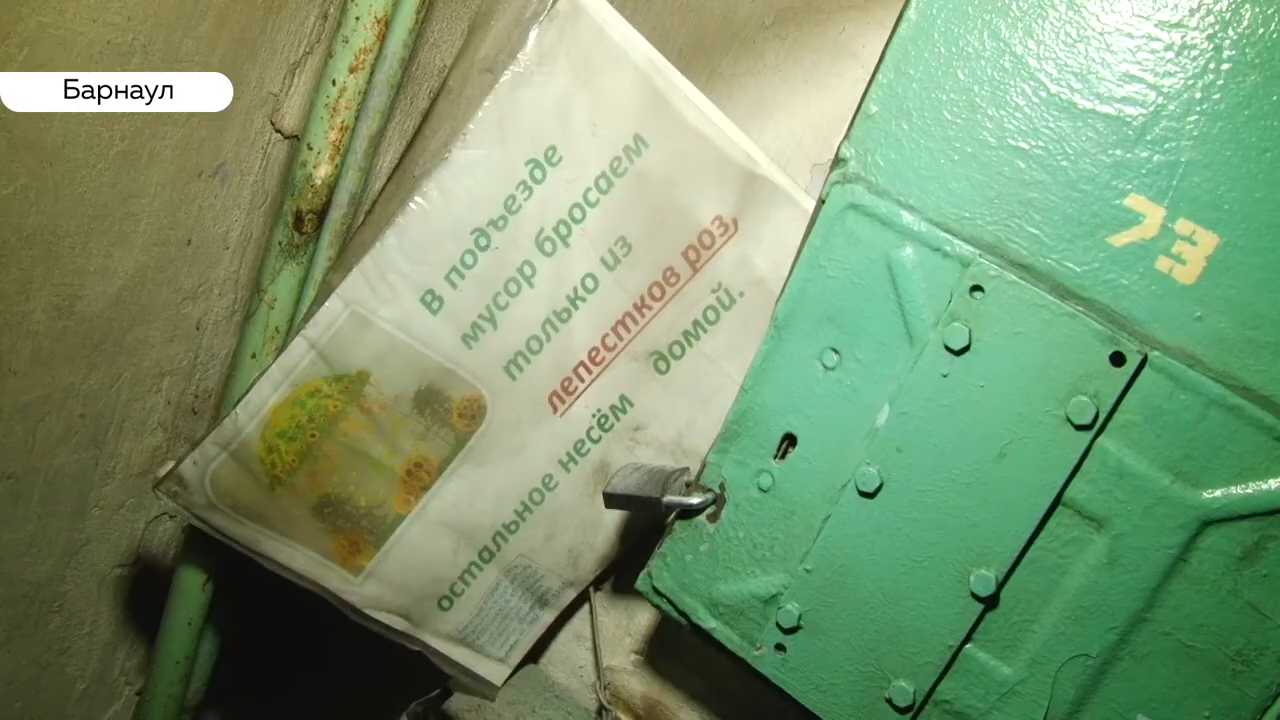 Барнаул
В подъезде
мусор бросаем
только из
лепестков роз,
остальное несём домой.
73